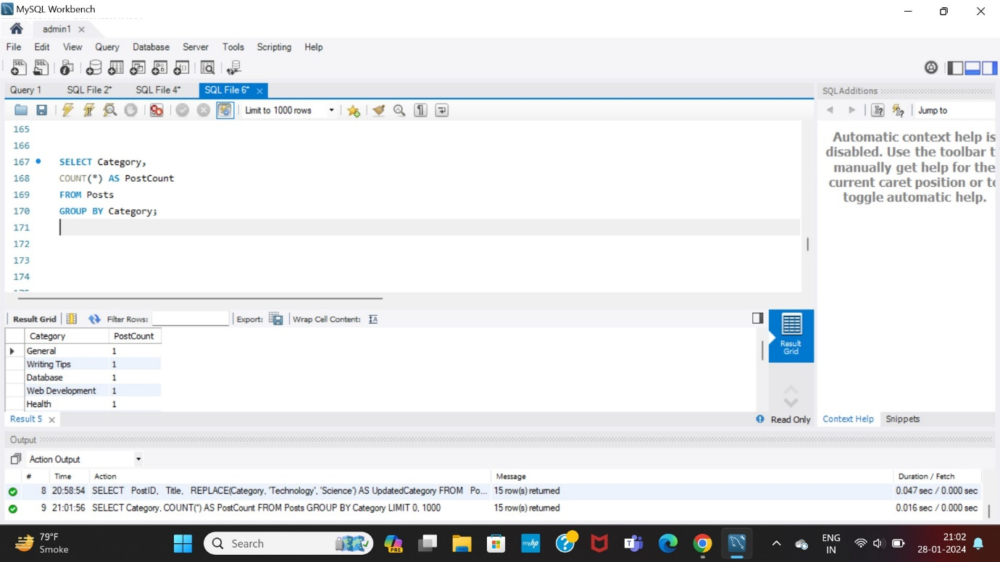 MySQL Workbench
admin1
File Edit View Query Database Server Tools Scripting Help
Query 1 SQL File 2* SQL File 4* SQL File 6*
SQLAdditions
Limit to 1000 rows
Jump to
165
166
167 SELECT Category,
168 COUNT(*) AS PostCount
169 FROM Posts
170 GROUP BY Category;
171
172
173
174
Automatic context help is
disabled. Use the toolbar t
manually get help for the
current caret position or to
toggle automatic help.
Result Grid Filter Rows: Export: Wrap Cell Content:
Category PostCount
General 1
Writing Tips 1
Database 1
Web Development 1
Health 1
Result
Grid
Result 5
Read Only
Context Help Snippets
Output
Action Output
# Time Action Message Duration / Fetch
8 20:58:54 SELECT PostID, Title, REPLACE(Category, 'Technology', 'Science') AS UpdatedCategory FROM Po... 15 row(s) returned 0.047 sec / 0.000 sec
9 21:01:56 SELECT Category, COUNT(*) AS PostCount FROM Posts GROUP BY Category LIMIT 0, 1000 15 row(s) returned 0.016 sec / 0.000 sec
79°F
Smoke
Search
PRE
myhp
ENG
IN
21:02
28-01-2024